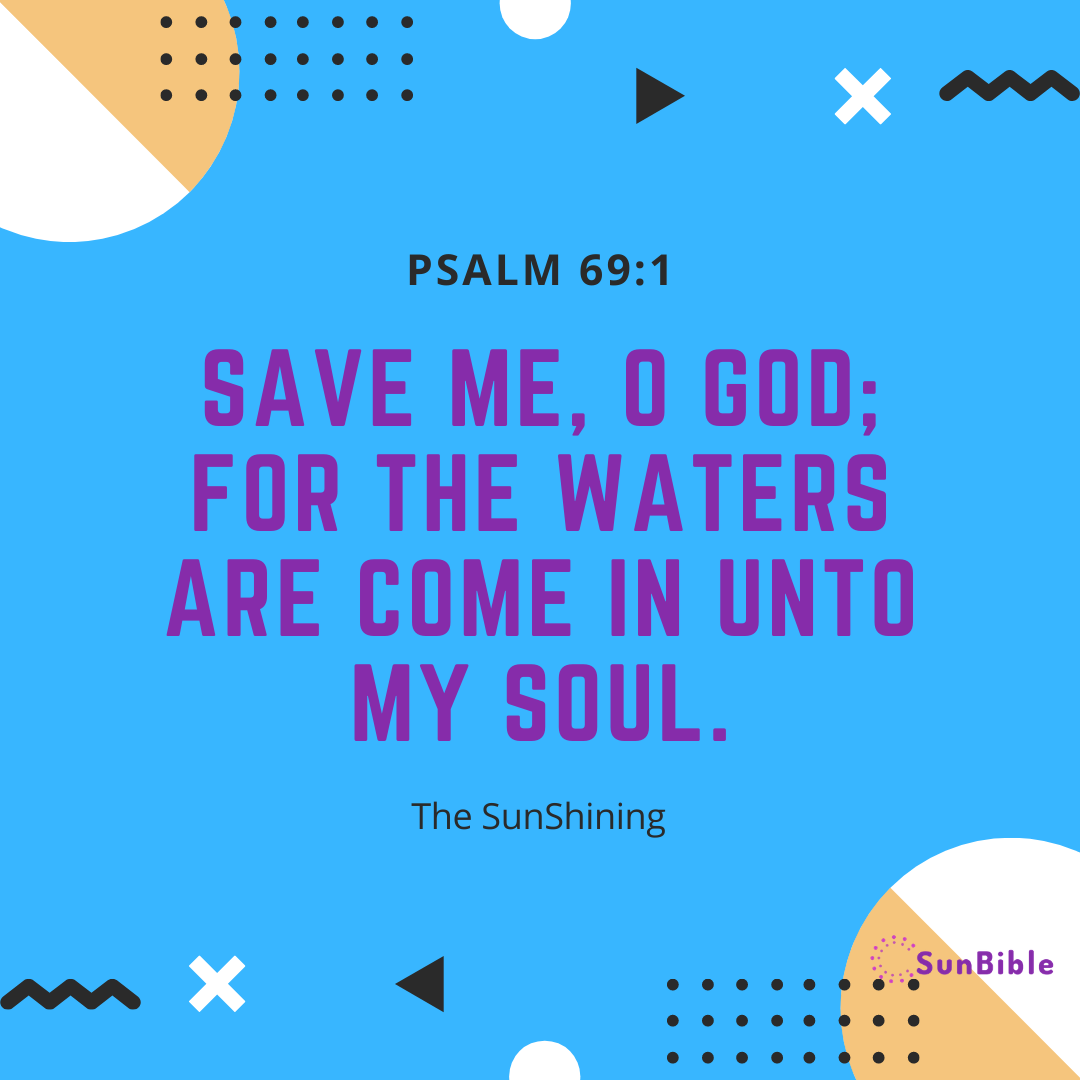 PSALM 69:1
SAVE ME, O GOD;
FOR THE WATERS
ARE COME IN UNTO
MY SOUL.
The SunShining
SunBible